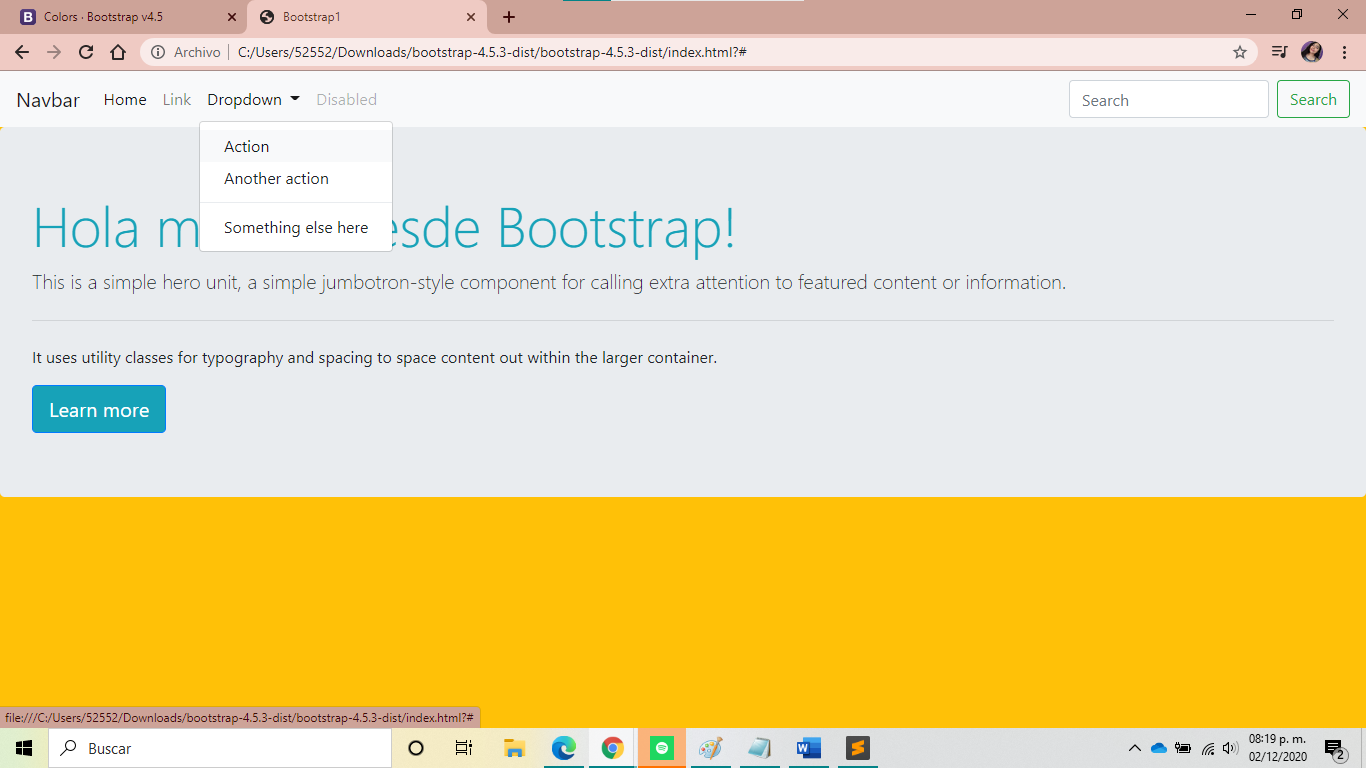 Colors · Bootstrap v4.5
Bootstrap1
Archivo
C:/Users/52552/Downloads/bootstrap-4.5.3-dist/bootstrap-4.5.3-dist/index.html?#
Navbar Home Link Dropdown Disabled Search Search
Action
Another action
Something else here
Hola m esde Bootstrap!
This is a simple hero unit, a simple jumbotron-style component for calling extra attention to featured content or information.
It uses utility classes for typography and spacing to space content out within the larger container.
Learn more
file:///C:/Users/52552/Downloads/bootstrap-4.5.3-dist/bootstrap-4.5.3-dist/index.html?#
Buscar
08:19 p. m.
02/12/2020
2